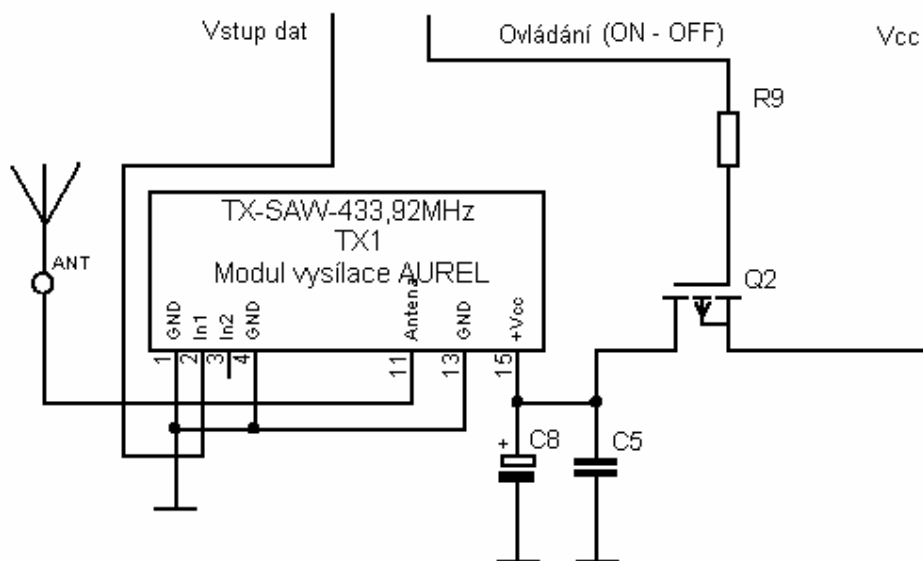 Vstup dat
Ovládání (ON - OFF)
Vcc
R9
ANT
TX-SAW-433,92MHz
TX1
Modul vysílace AUREL
Q2
GND
In1
In2
GND
Antena
GND
+Vcc
1
2
3
4
11
13
15
+
C8
C5